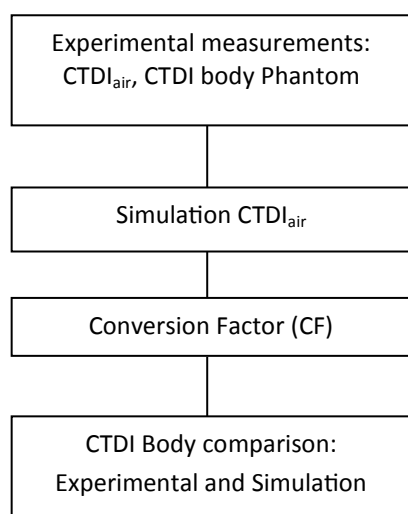 Experimental measurements:
CTDIair, CTDI body Phantom
Simulation CTDIair
Conversion Factor (CF)
CTDI Body comparison:
Experimental and Simulation